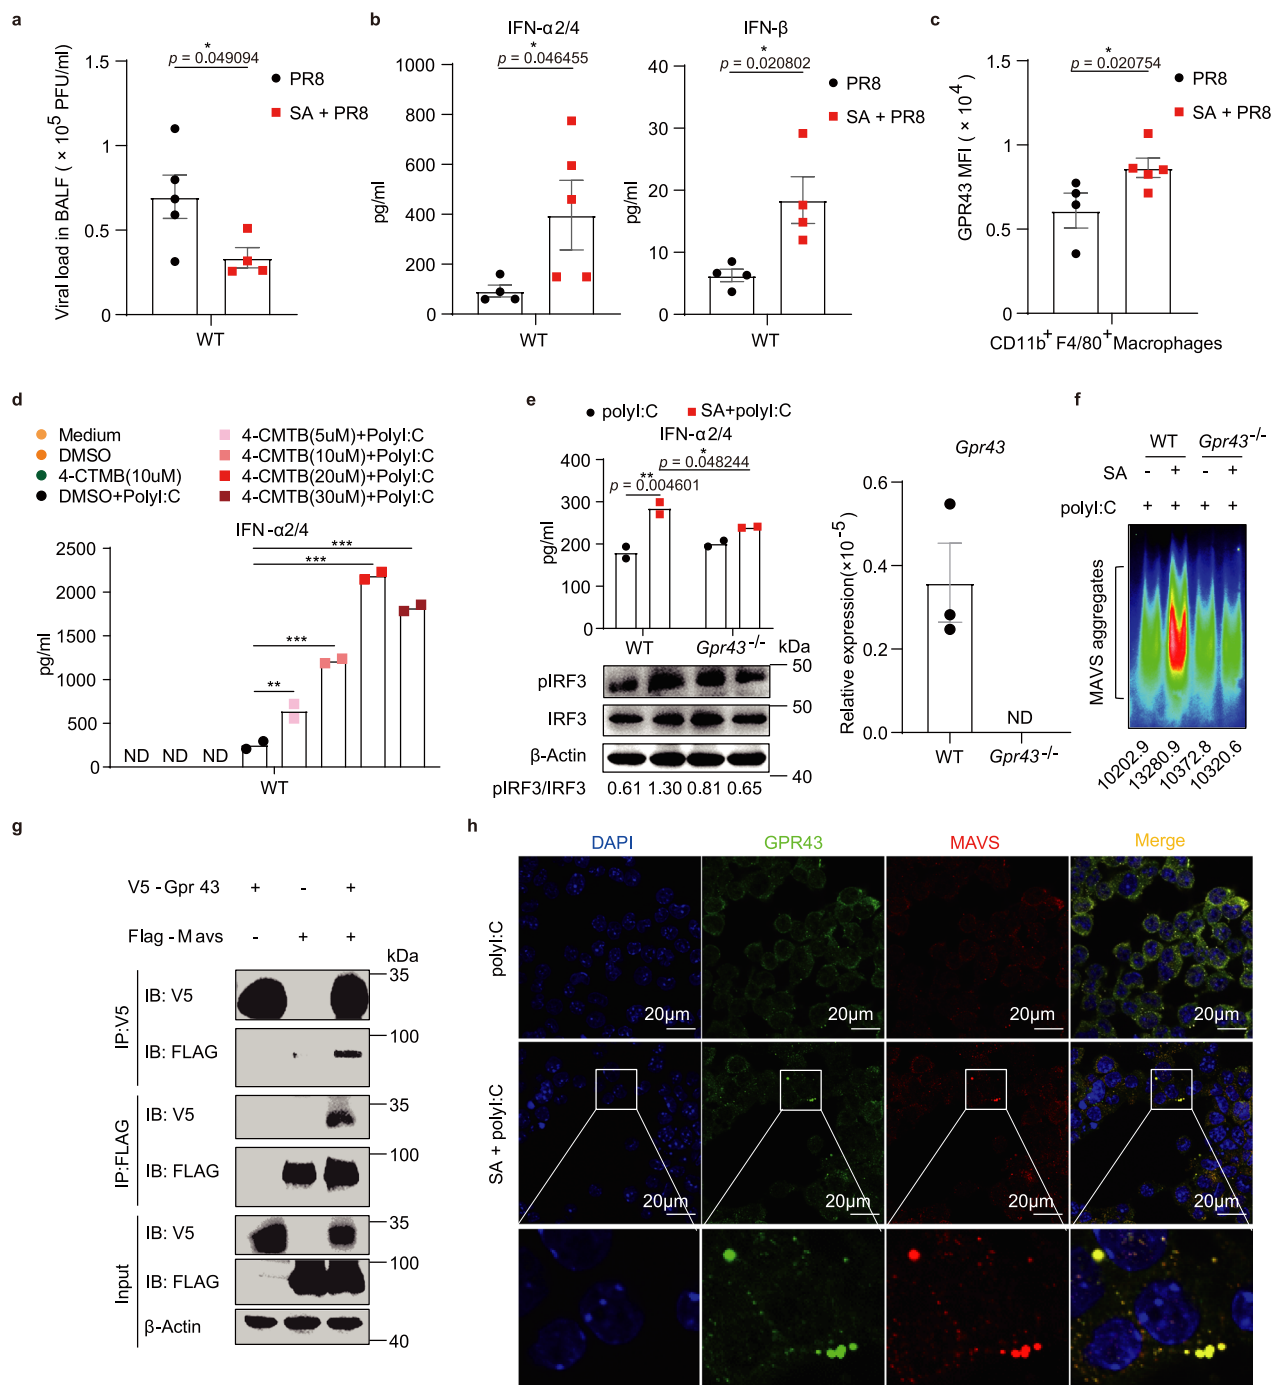 a
Viral load in BALF ( × 10⁵ PFU/ml)
1.5
1
0.5
0
*
p = 0.049094
PR8
SA + PR8
WT
b
IFN-α2/4
pg/ml
1000
800
600
400
200
0
*
p = 0.046455
WT
IFN-β
pg/ml
40
30
20
10
0
*
p = 0.020802
PR8
SA + PR8
WT
c
GPR43 MFI ( × 10⁴)
1.5
1
0.5
0
*
p = 0.020754
PR8
SA + PR8
CD11b⁺ F4/80⁺ Macrophages
d
Medium
DMSO
4-CTMB(10uM)
DMSO+PolyI:C
4-CMTB(5uM)+PolyI:C
4-CMTB(10uM)+PolyI:C
4-CMTB(20uM)+PolyI:C
4-CMTB(30uM)+PolyI:C
IFN-α2/4
pg/ml
2500
2000
1500
1000
500
0
***
***
***
**
ND ND ND
WT
e
polyI:C
SA+polyI:C
IFN-α2/4
pg/ml
400
300
200
100
0
*
p = 0.048244
**
p = 0.004601
WT
Gpr43⁻/⁻
kDa
pIRF3
50
IRF3
50
β-Actin
40
pIRF3/IRF3 0.61 1.30 0.81 0.65
Gpr43
Relative expression(×10⁻⁵)
0.6
0.4
0.2
0.0
ND
WT
Gpr43⁻/⁻
f
WT Gpr43⁻/⁻
SA - + - +
polyI:C + + + +
MAVS aggregates
10202.9
13280.9
10372.8
10320.6
g
V5 - Gpr 43 + - +
Flag - Mavs - + +
kDa
IP:V5
IB: V5
35
IB: FLAG
100
IP:FLAG
IB: V5
35
IB: FLAG
100
Input
IB: V5
35
IB: FLAG
100
β-Actin
40
h
DAPI GPR43 MAVS Merge
polyI:C
20μm 20μm 20μm 20μm
SA + polyI:C
20μm 20μm 20μm 20μm